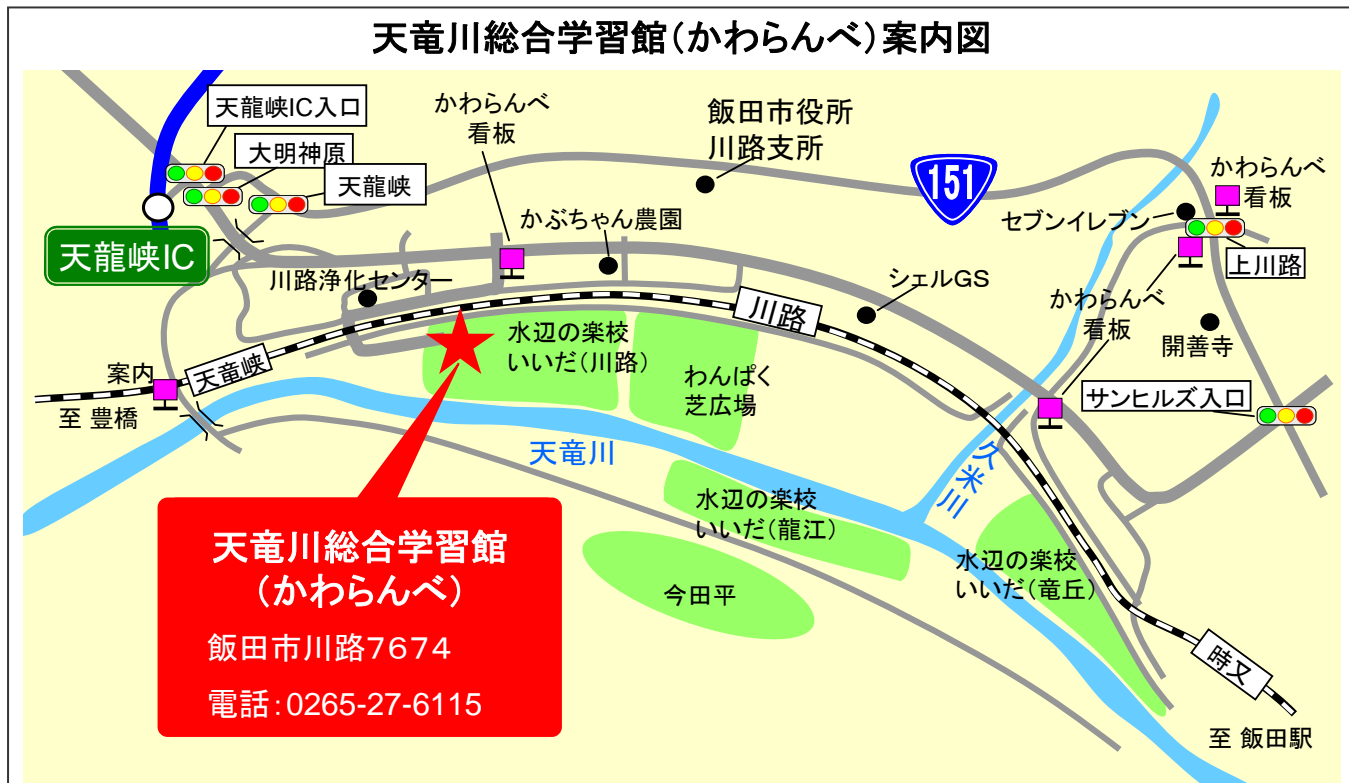 天竜川総合学習館（かわらんべ）案内図
天龍峡IC入口
大明神原
天龍峡
天龍峡IC
かわらんべ
看板
飯田市役所
川路支所
151
かわらんべ
看板
セブンイレブン
上川路
かぶちゃん農園
川路浄化センター
シェルGS
かわらんべ
看板
開善寺
川路
水辺の楽校
いいだ（川路）
わんぱく
芝広場
サンヒルズ入口
案内
天竜峡
至 豊橋
天竜川
久米川
水辺の楽校
いいだ（龍江）
水辺の楽校
いいだ（竜丘）
今田平
天竜川総合学習館
（かわらんべ）
飯田市川路７６７４
電話：0265-27-6115
時又
至 飯田駅